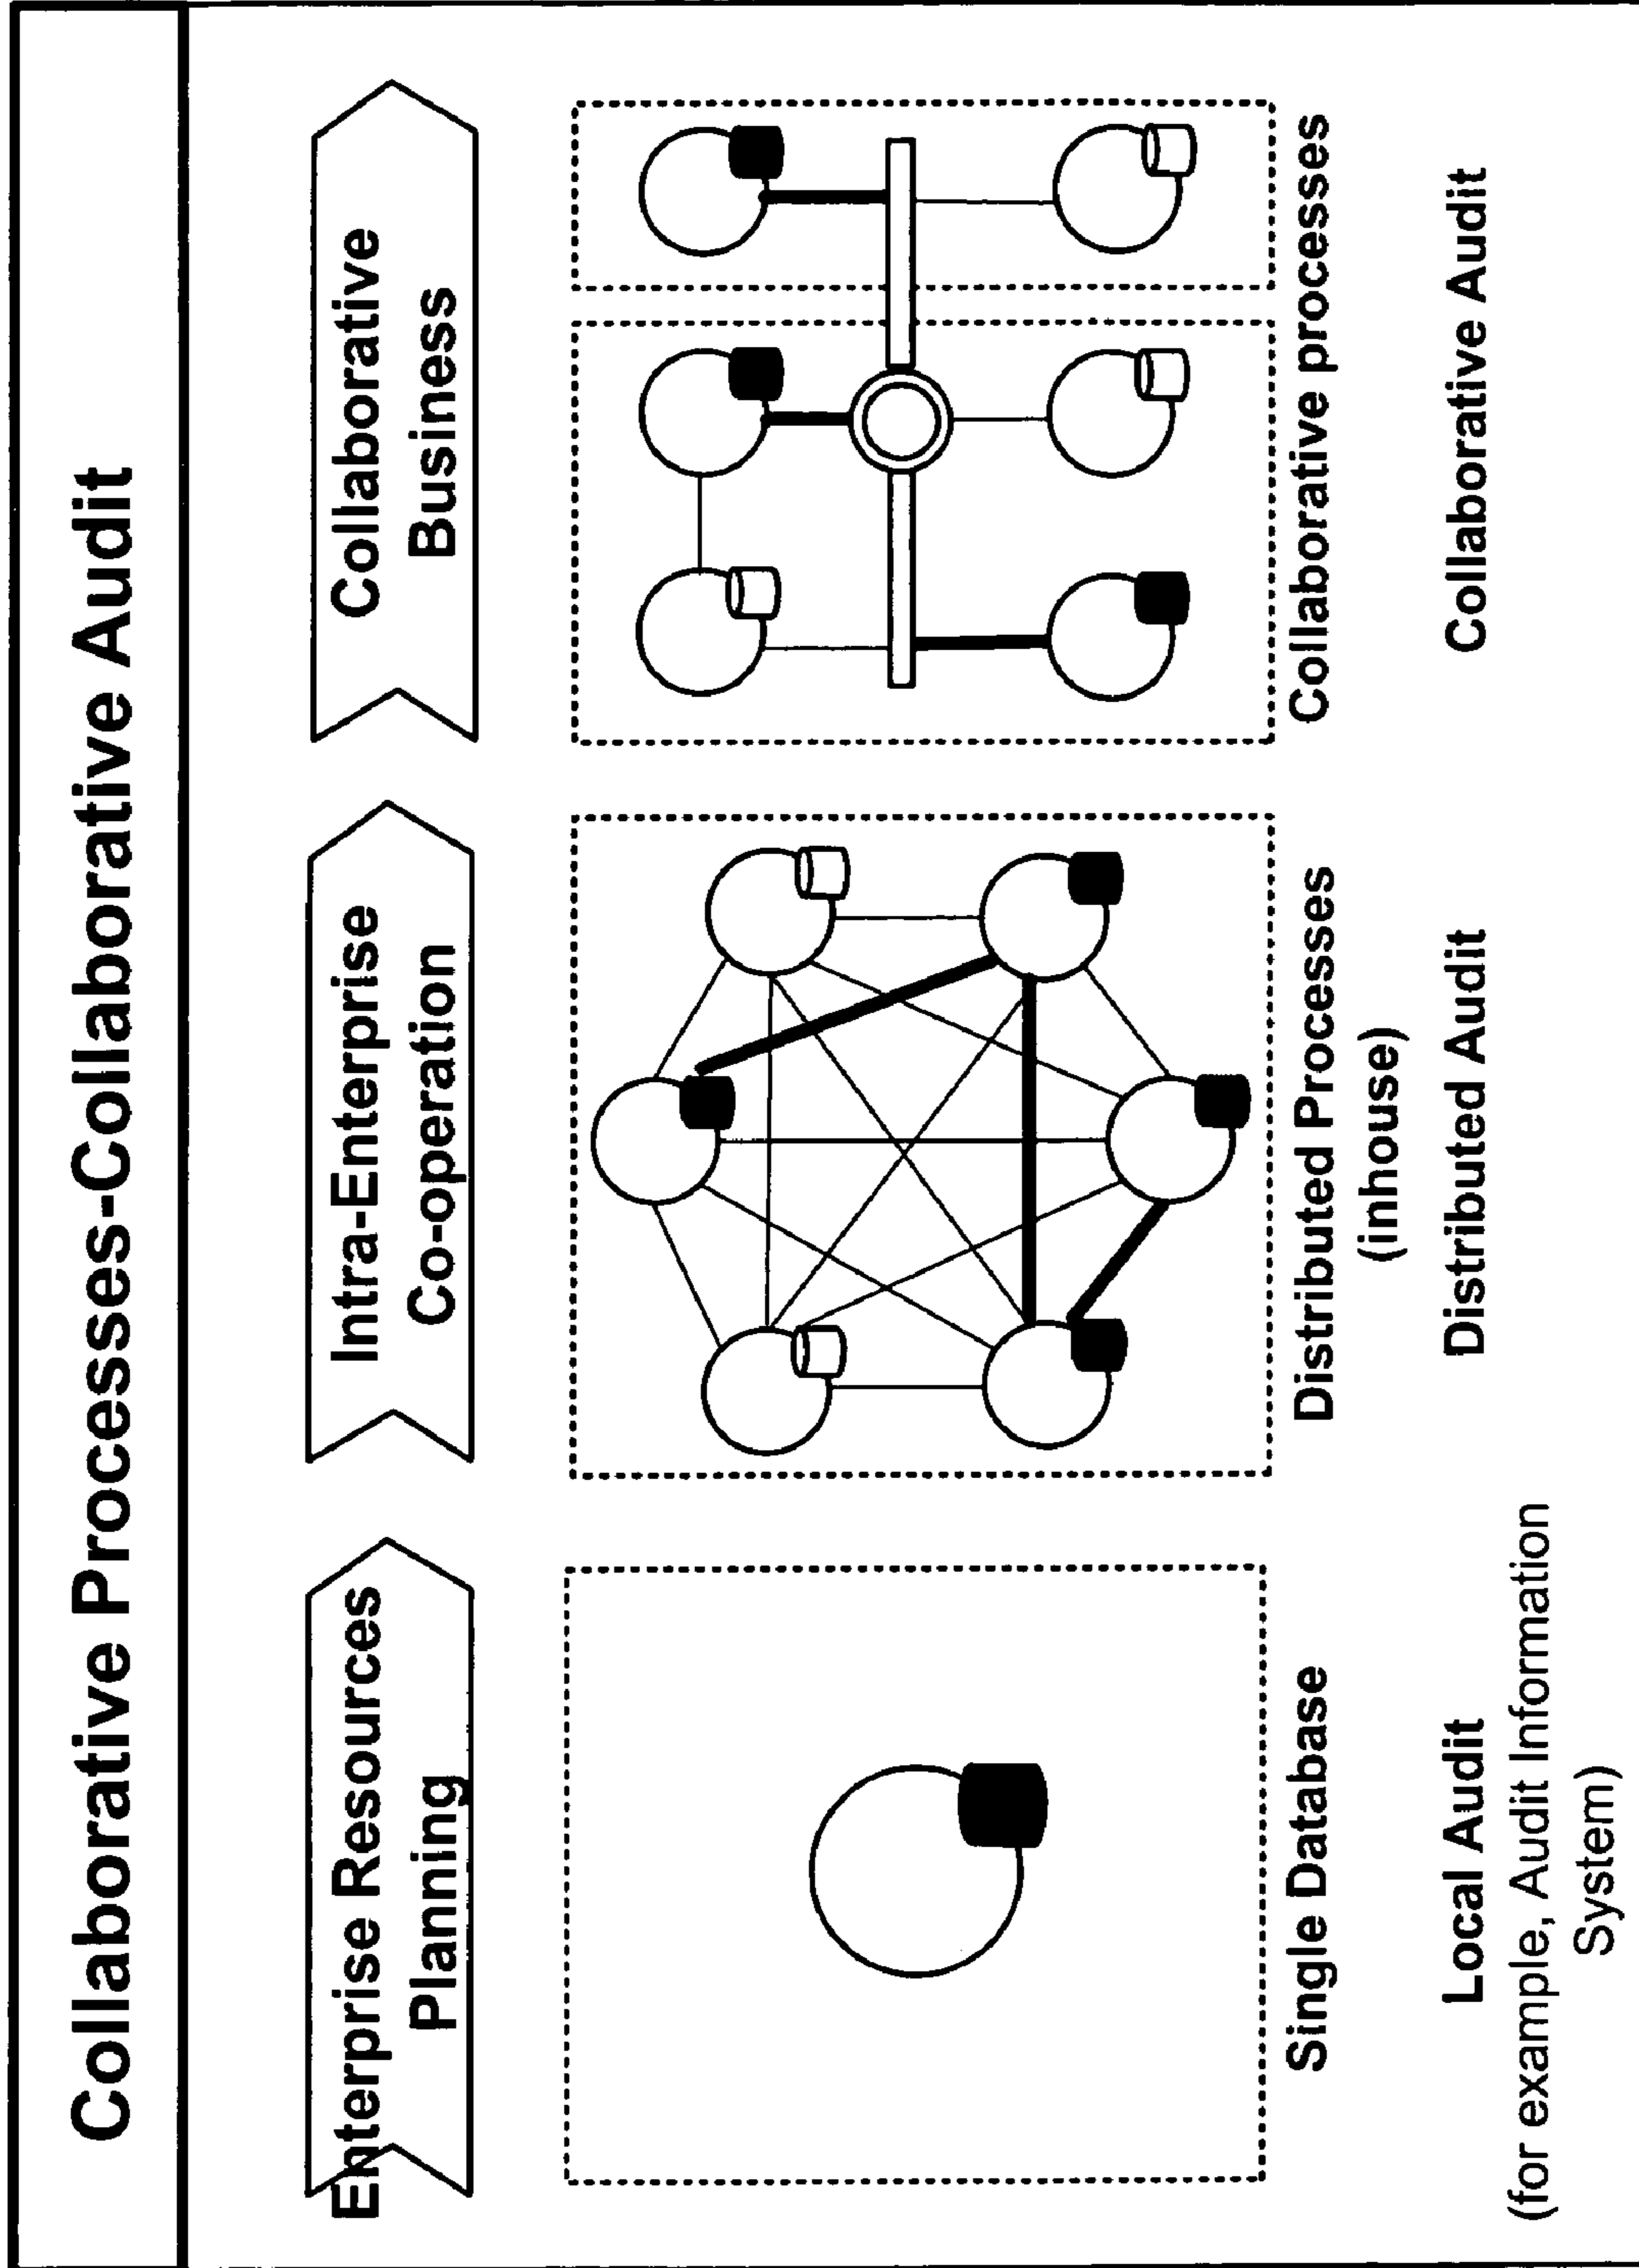 Collaborative Processes-Collaborative Audit
Enterprise Resources
Planning
Intra-Enterprise
Co-operation
Collaborative
Business
Single Database
Distributed Processes
(inhouse)
Collaborative processes
Local Audit
(for example, Audit Information
System)
Distributed Audit
Collaborative Audit